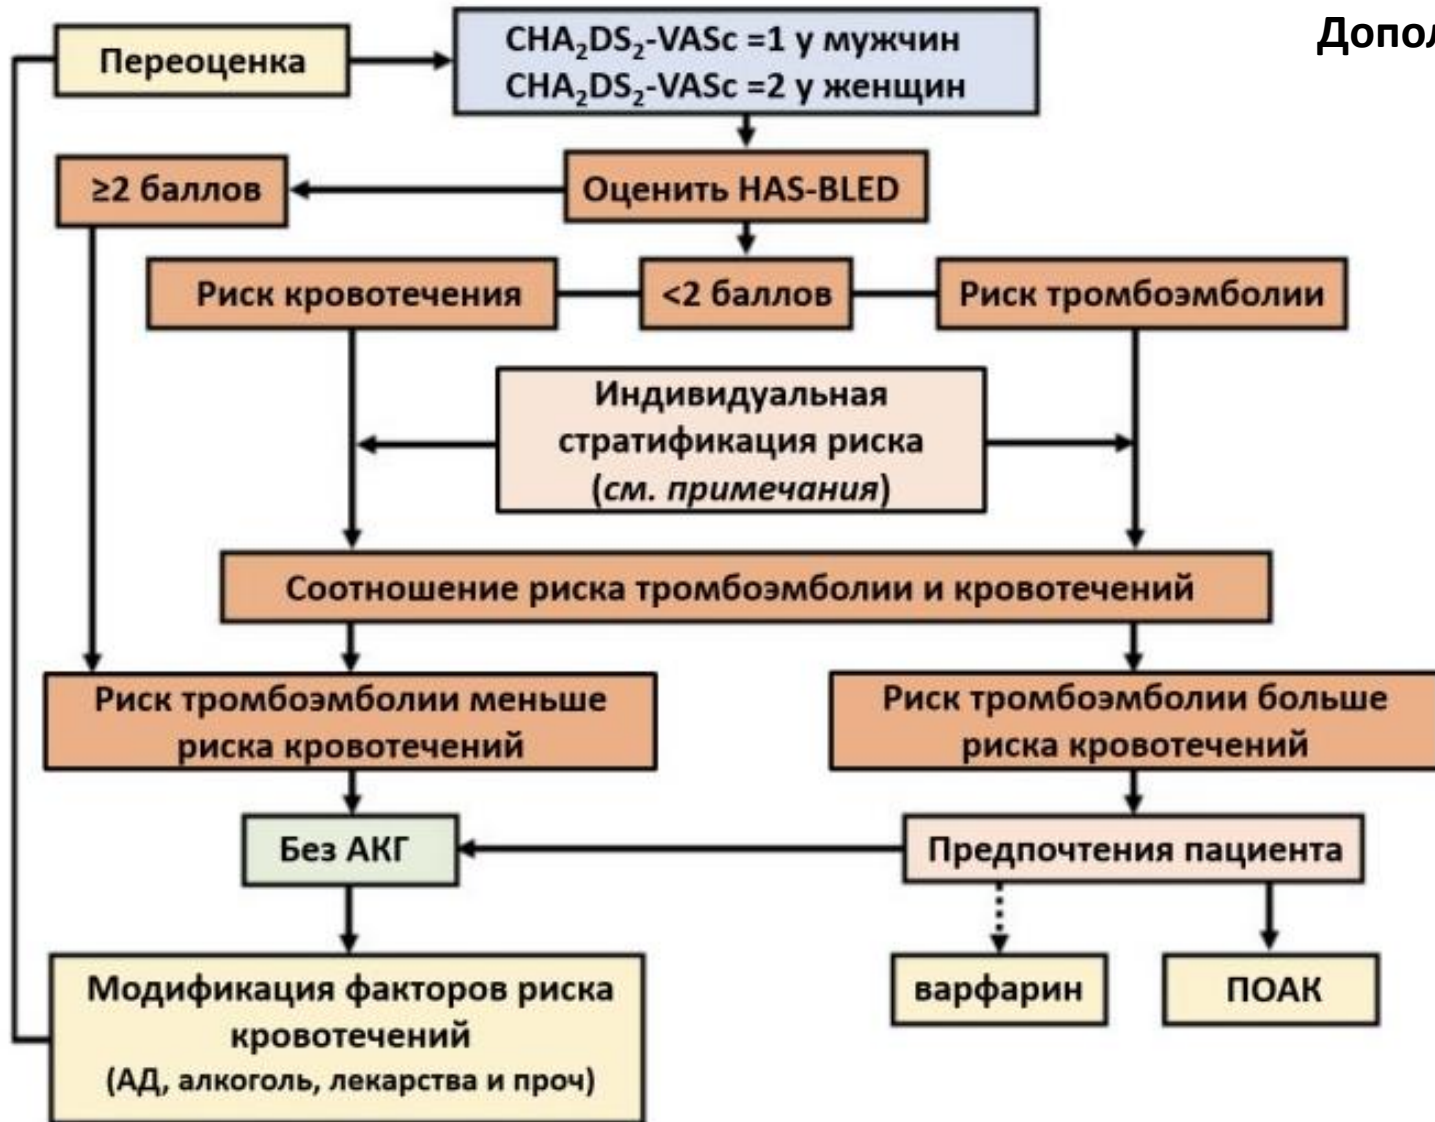 Допол
Переоценка
CHA₂DS₂-VASc =1 у мужчин
CHA₂DS₂-VASc =2 у женщин
≥2 баллов
Оценить HAS-BLED
Риск кровотечения
<2 баллов
Риск тромбоэмболии
Индивидуальная
стратификация риска
(см. примечания)
Соотношение риска тромбоэмболии и кровотечений
Риск тромбоэмболии меньше
риска кровотечений
Риск тромбоэмболии больше
риска кровотечений
Без АКГ
Предпочтения пациента
Модификация факторов риска
кровотечений
(АД, алкоголь, лекарства и проч)
варфарин
ПОАК